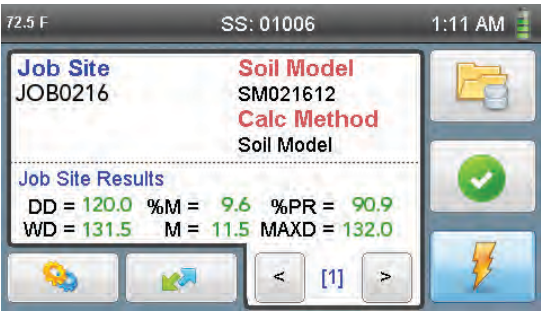 72.5 F SS: 01006 1:11 AM
Job Site Soil Model
JOB0216 SM021612
Calc Method
Soil Model
Job Site Results
DD = 120.0 %M = 9.6 %PR = 90.9
WD = 131.5 M = 11.5 MAXD = 132.0
< [1] >